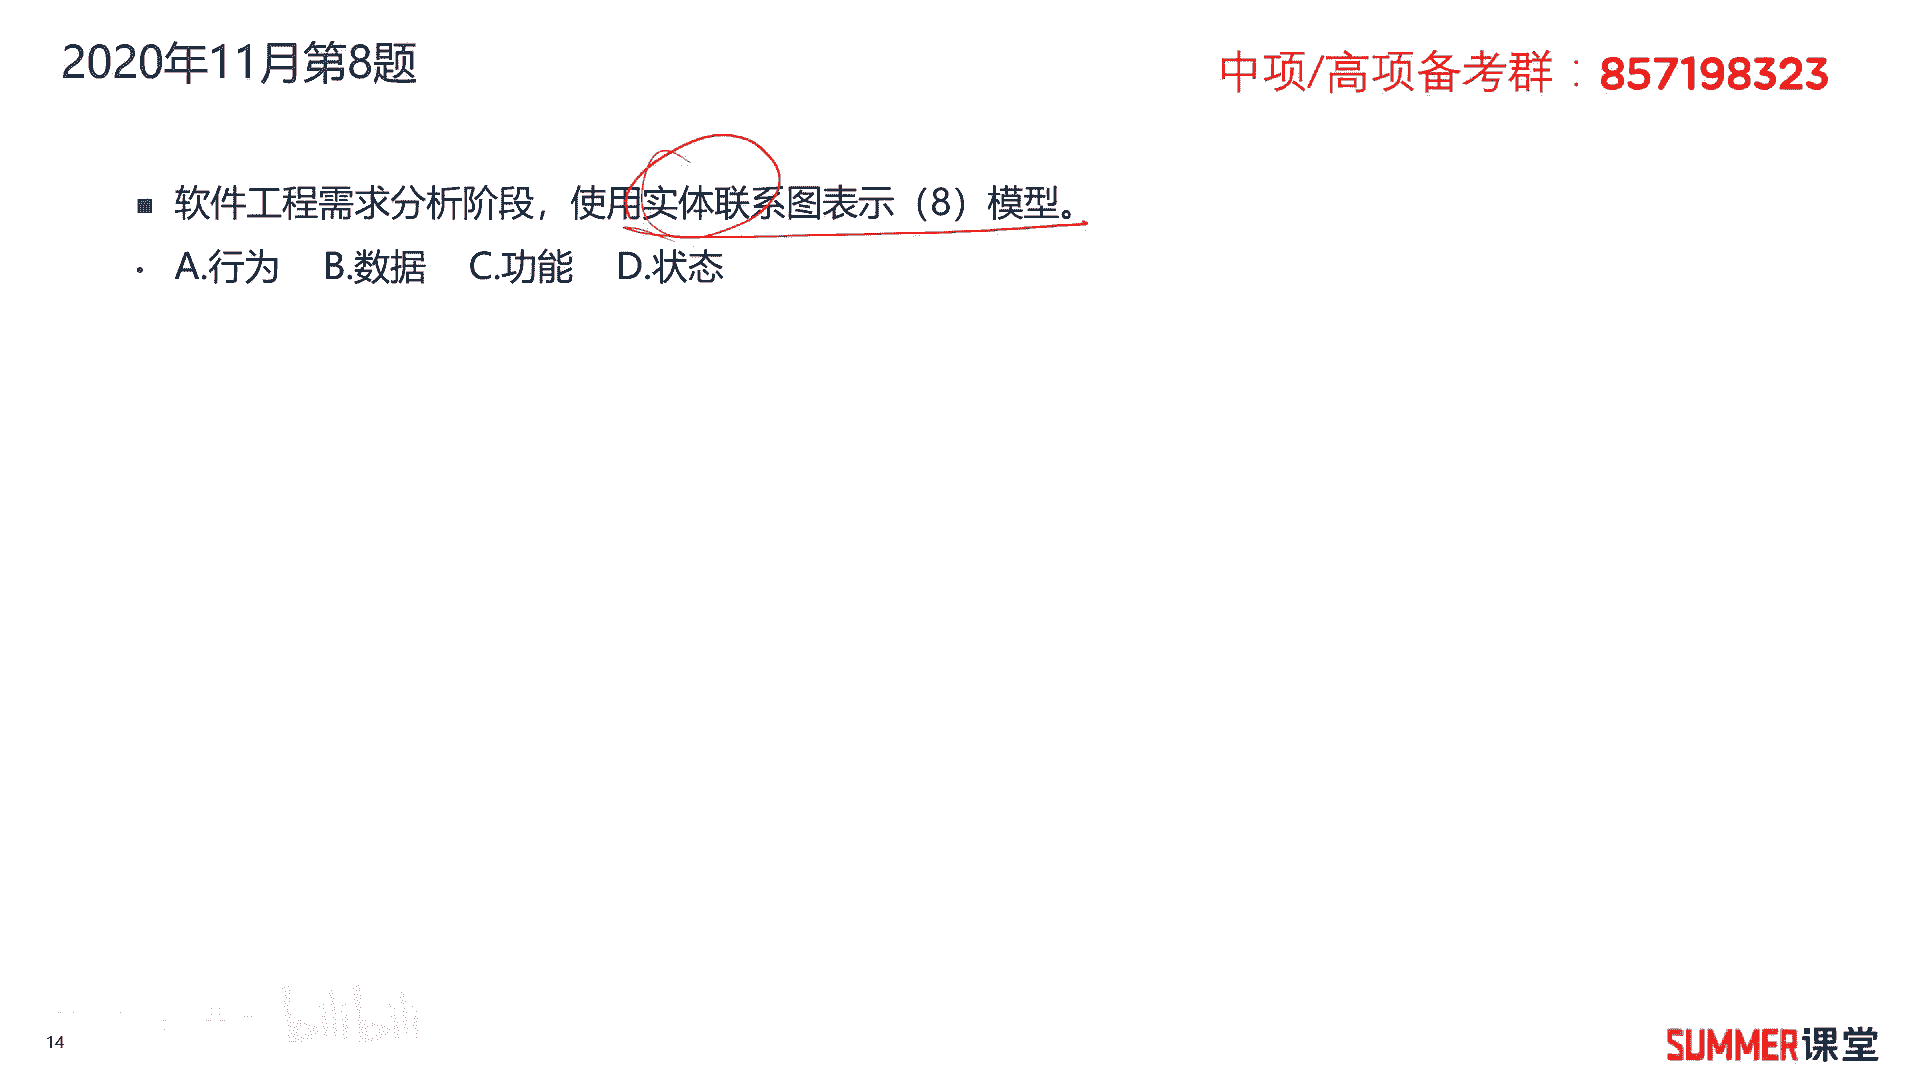 2020年11月第8题
中项/高项备考群：857198323
■ 软件工程需求分析阶段，使用实体联系图表示（8）模型。
• A.行为 B.数据 C.功能 D.状态
bilibili
14
SUMMER课堂